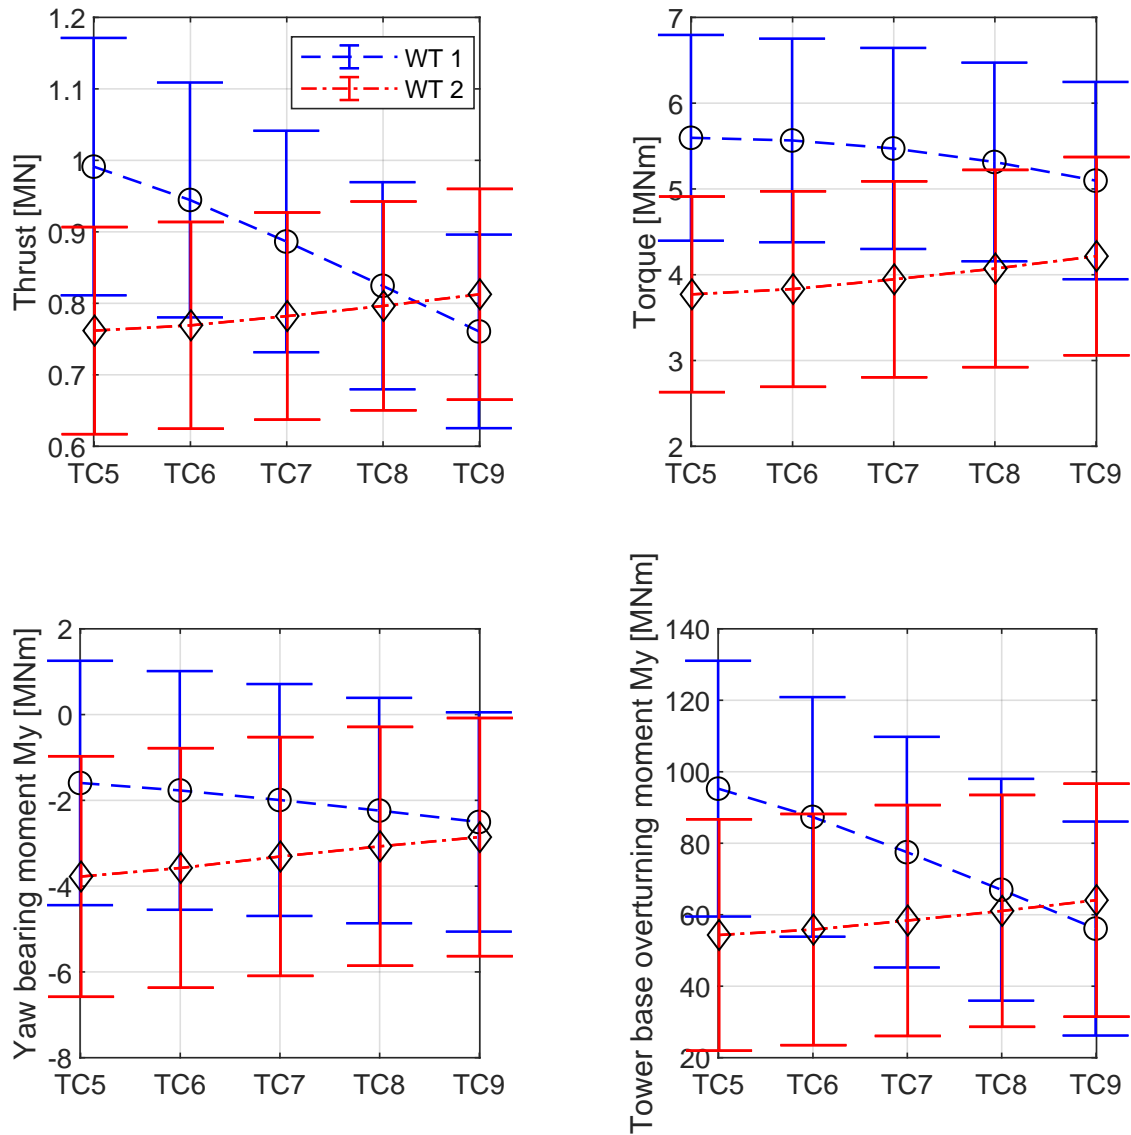 Thrust [MN]
1.2
1.1
1
0.9
0.8
0.7
0.6
TC5 TC6 TC7 TC8 TC9
WT 1
WT 2
Torque [MNm]
7
6
5
4
3
2
TC5 TC6 TC7 TC8 TC9
Yaw bearing moment My [MNm]
2
0
-2
-4
-6
-8
TC5 TC6 TC7 TC8 TC9
Tower base overturning moment My [MNm]
140
120
100
80
60
40
20
TC5 TC6 TC7 TC8 TC9